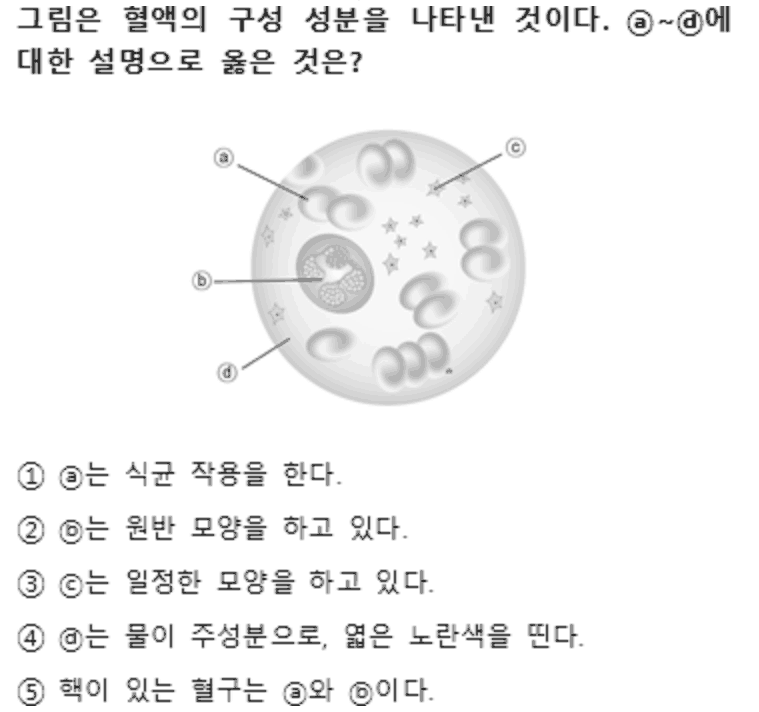 그림은 혈액의 구성 성분을 나타낸 것이다. ⓐ~ⓓ에
대한 설명으로 옳은 것은?
ⓐ
ⓒ
ⓑ
ⓓ
① ⓐ는 식균 작용을 한다.
② ⓑ는 원반 모양을 하고 있다.
③ ⓒ는 일정한 모양을 하고 있다.
④ ⓓ는 물이 주성분으로, 엷은 노란색을 띤다.
⑤ 핵이 있는 혈구는 ⓐ와 ⓑ이다.